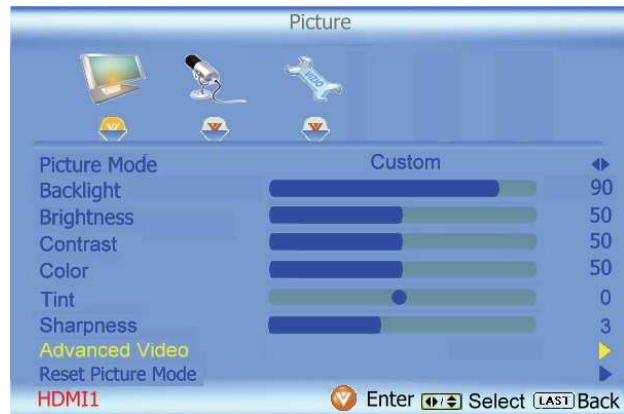 Picture
VIZIO
Picture Mode Custom
Backlight 90
Brightness 50
Contrast 50
Color 50
Tint 0
Sharpness 3
Advanced Video
Reset Picture Mode
HDMI1 V Enter Select LAST Back